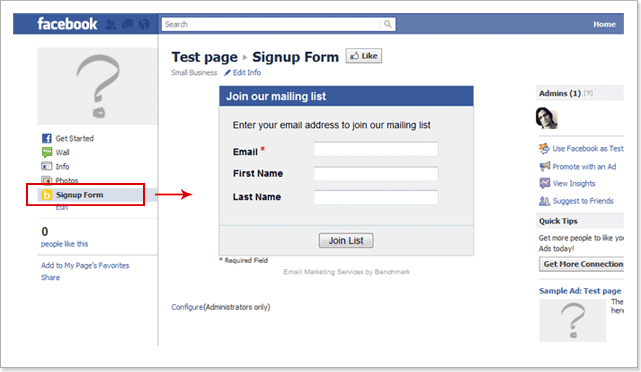 facebook
Search
Home
Test page ▸ Signup Form
Like
Small Business
Edit Info
Get Started
Wall
Info
Photos
Signup Form
Edit
0
people like this
Add to My Page's Favorites
Share
Join our mailing list
Enter your email address to join our mailing list
Email *
First Name
Last Name
Join List
* Required Field
Email Marketing Services by Benchmark
Configure(Administrators only)
Admins (1) [?]
Use Facebook as Test
Promote with an Ad
View Insights
Suggest to Friends
Quick Tips
Get more people to like you
Ads today!
Get More Connection
Sample Ad: Test page
The
here